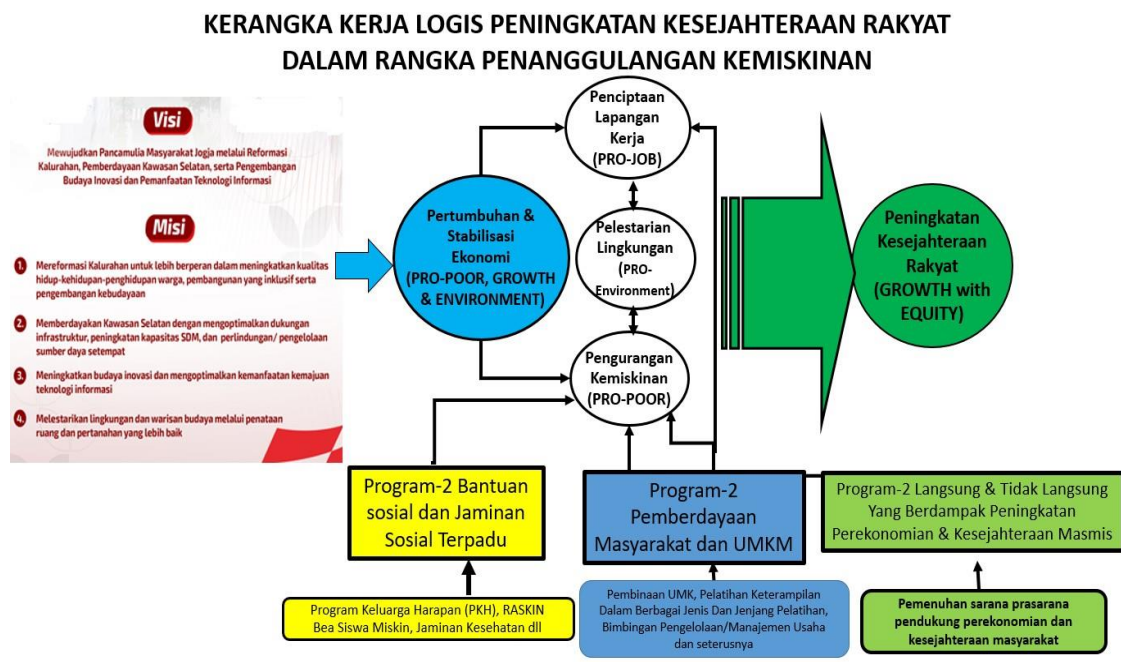 KERANGKA KERJA LOGIS PENINGKATAN KESEJAHTERAAN RAKYAT
DALAM RANGKA PENANGGULANGAN KEMISKINAN
Visi
Mewujudkan Pancamulia Masyarakat Jogja melalui Reformasi
Kalurahan, Pemberdayaan Kawasan Selatan, serta Pengembangan
Budaya Inovasi dan Pemanfaatan Teknologi Informasi
Misi
1. Mereformasi Kalurahan untuk lebih berperan dalam meningkatkan kualitas
hidup-kehidupan-penghidupan warga, pembangunan yang inklusif serta
pengembangan kebudayaan
2. Memberdayakan Kawasan Selatan dengan mengoptimalkan dukungan
infrastruktur, peningkatan kapasitas SDM, dan perlindungan/ pengelolaan
sumber daya setempat
3. Meningkatkan budaya inovasi dan mengoptimalkan kemanfaatan kemajuan
teknologi informasi
4. Melestarikan lingkungan dan warisan budaya melalui penataan
ruang dan pertanahan yang lebih baik
Pertumbuhan &
Stabilisasi
Ekonomi
(PRO-POOR, GROWTH
& ENVIRONMENT)
Penciptaan
Lapangan
Kerja
(PRO-JOB)
Pelestarian
Lingkungan
(PRO-
Environment)
Pengurangan
Kemiskinan
(PRO-POOR)
Peningkatan
Kesejahteraan
Rakyat
(GROWTH with
EQUITY)
Program-2 Bantuan
sosial dan Jaminan
Sosial Terpadu
Program-2
Pemberdayaan
Masyarakat dan UMKM
Program-2 Langsung & Tidak Langsung
Yang Berdampak Peningkatan
Perekonomian & Kesejahteraan Masmis
Program Keluarga Harapan (PKH), RASKIN
Bea Siswa Miskin, Jaminan Kesehatan dll
Pembinaan UMK, Pelatihan Keterampilan
Dalam Berbagai Jenis Dan Jenjang Pelatihan,
Bimbingan Pengelolaan/Manajemen Usaha
dan seterusnya
Pemenuhan sarana prasarana
pendukung perekonomian dan
kesejahteraan masyarakat